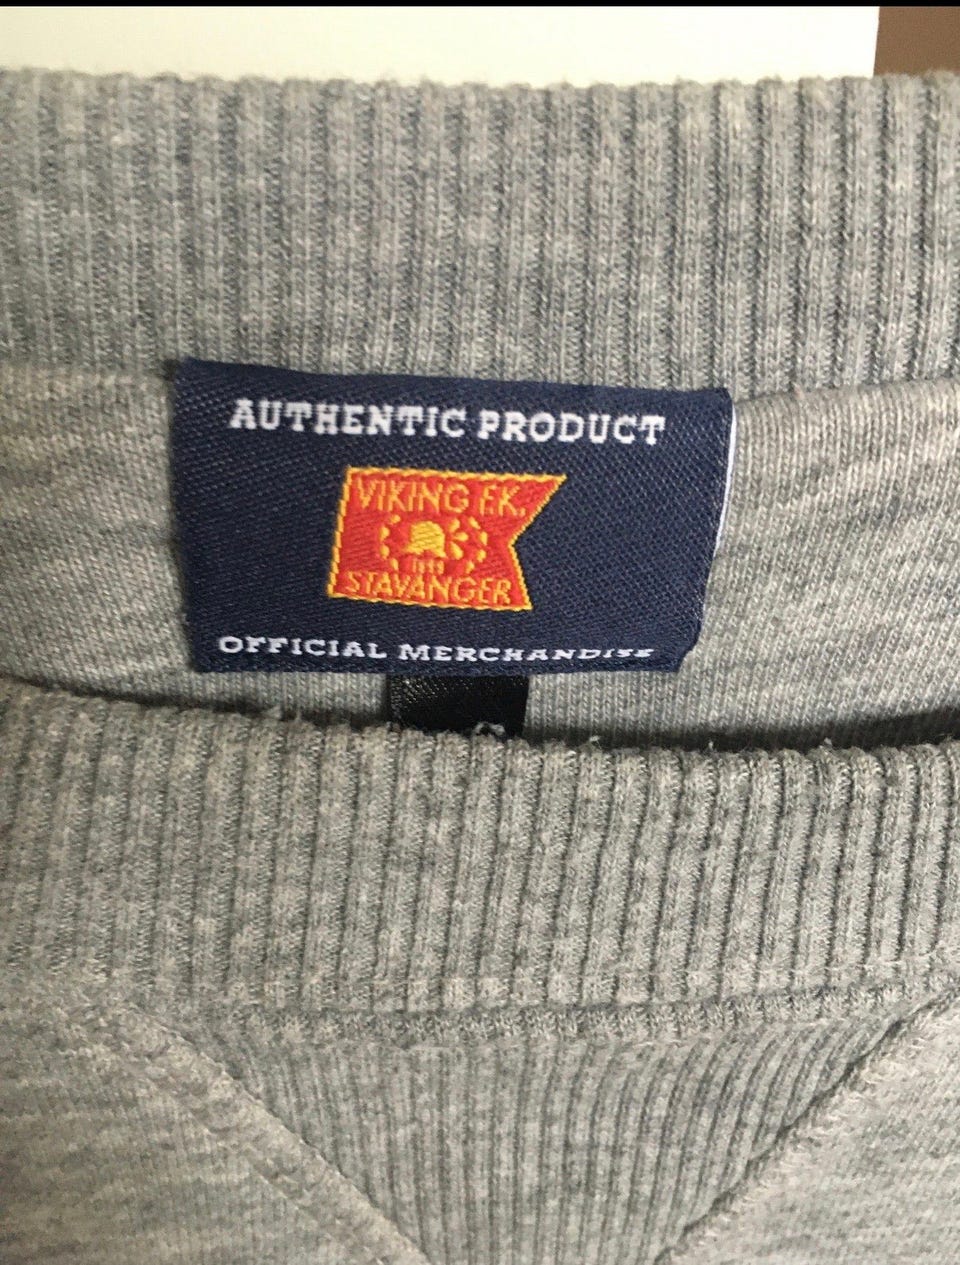 AUTHENTIC PRODUCT
VIKING F.K.
1899
STAVANGER
OFFICIAL MERCHANDISE